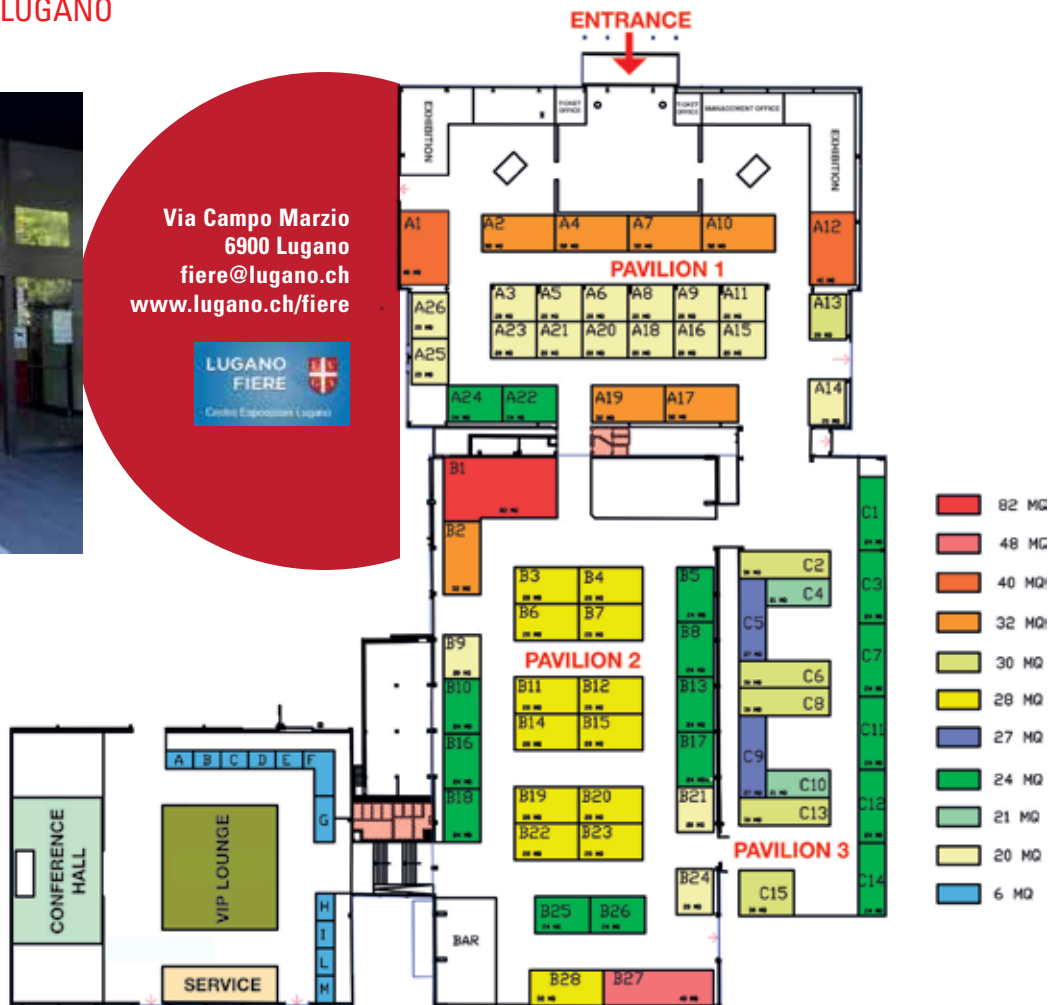 LUGANO
Via Campo Marzio
6900 Lugano
fiere@lugano.ch
www.lugano.ch/fiere
LUGANO
FIERE
Centro Esposizioni Lugano
ENTRANCE
EXHIBITION
TICKET
OFFICE
TICKET
OFFICE
MANAGEMENT OFFICE
EXHIBITION
A1
A2
A4
A7
A10
A12
PAVILION 1
A3
A5
A6
A8
A9
A11
A26
A13
A23
A21
A20
A18
A16
A15
A25
A14
A24
A22
A19
A17
B1
B2
C1
B3
B4
B5
C2
C3
C4
B6
B7
B8
C5
B9
PAVILION 2
C6
C7
B10
B11
B12
B13
C8
B14
B15
B16
B17
C9
C11
B18
B19
B20
B21
C10
C12
B22
B23
C13
PAVILION 3
B24
C15
C14
B25
B26
BAR
B28
B27
A
B
C
D
E
F
G
CONFERENCE
HALL
VIP LOUNGE
H
I
L
M
SERVICE
82 MQ
48 MQ
40 MQ
32 MQ
30 MQ
28 MQ
27 MQ
24 MQ
21 MQ
20 MQ
6 MQ